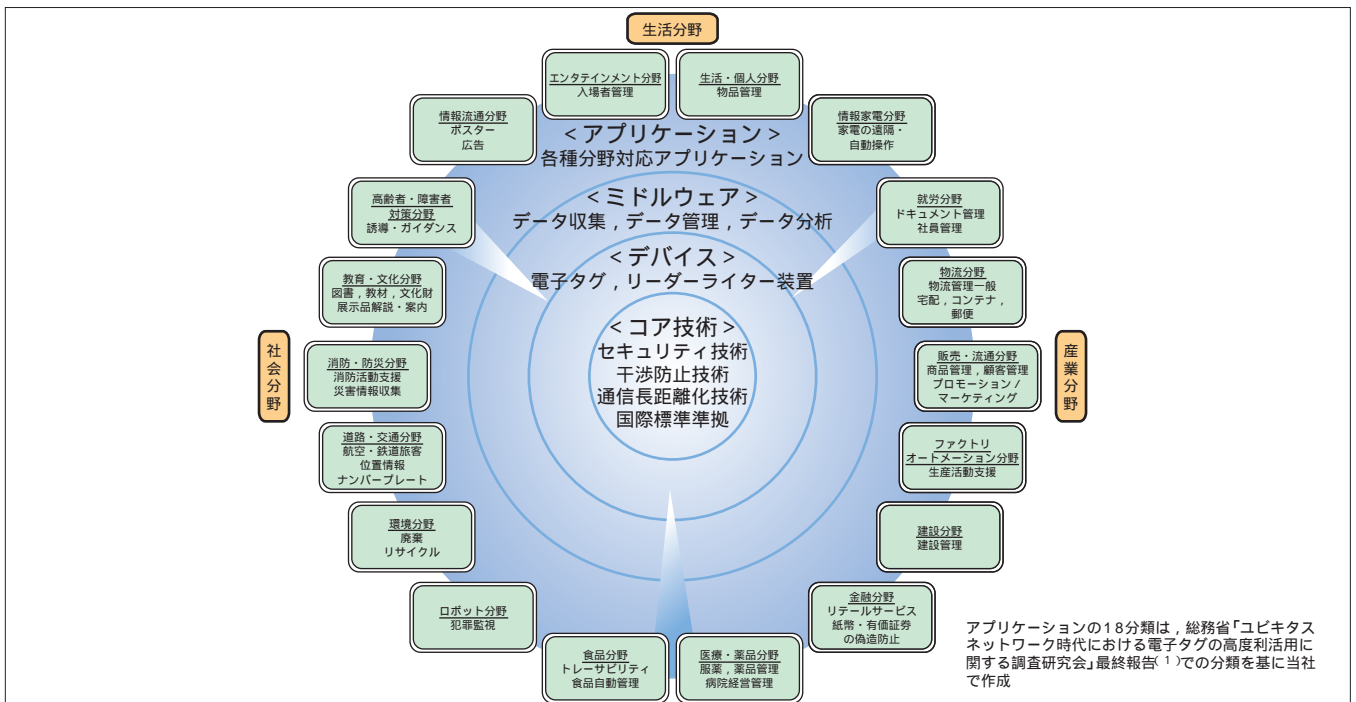 生活分野
エンタテインメント分野
入場者管理
生活・個人分野
物品管理
情報流通分野
ポスター
広告
情報家電分野
家電の遠隔・
自動操作
<アプリケーション>
各種分野対応アプリケーション
高齢者・障害者
対策分野
誘導・ガイダンス
<ミドルウェア>
データ収集,データ管理,データ分析
就労分野
ドキュメント管理
社員管理
<デバイス>
電子タグ,リーダーライター装置
教育・文化分野
図書,教材,文化財
展示品解説・案内
物流分野
物流管理一般
宅配,コンテナ,
郵便
<コア技術>
セキュリティ技術
干渉防止技術
通信長距離化技術
国際標準準拠
社会分野
消防・防災分野
消防活動支援
災害情報収集
販売・流通分野
商品管理,顧客管理
プロモーション/
マーケティング
産業分野
道路・交通分野
航空・鉄道旅客
位置情報
ナンバープレート
ファクトリ
オートメーション分野
生産活動支援
環境分野
廃棄
リサイクル
建設分野
建設管理
ロボット分野
犯罪監視
金融分野
リテールサービス
紙幣・有価証券
の偽造防止
食品分野
トレーサビリティ
食品自動管理
医療・薬品分野
服薬,薬品管理
病院経営管理
アプリケーションの18分類は,総務省「ユビキタス
ネットワーク時代における電子タグの高度利活用に
関する調査研究会」最終報告(1)での分類を基に当社
で作成